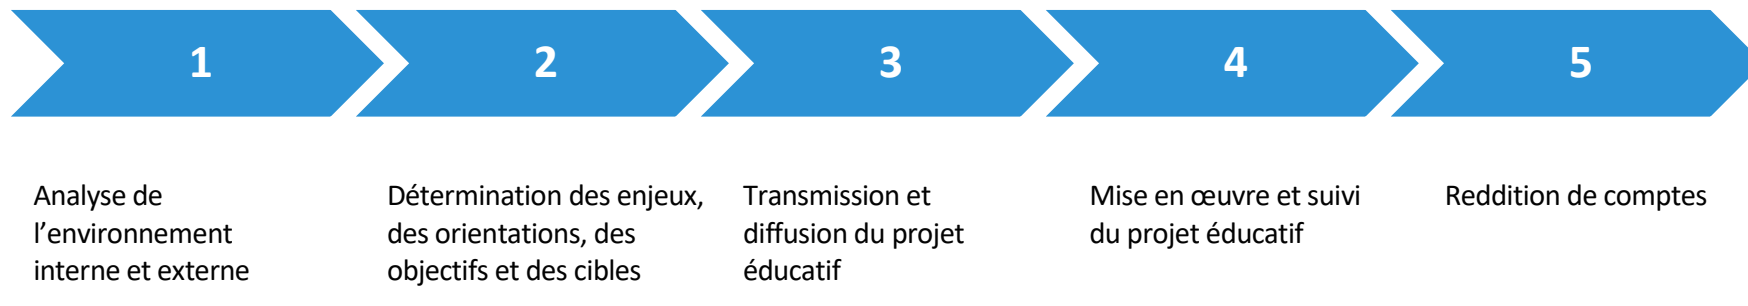 1
2
3
4
5
Analyse de
l’environnement
interne et externe
Détermination des enjeux,
des orientations, des
objectifs et des cibles
Transmission et
diffusion du projet
éducatif
Mise en œuvre et suivi
du projet éducatif
Reddition de comptes